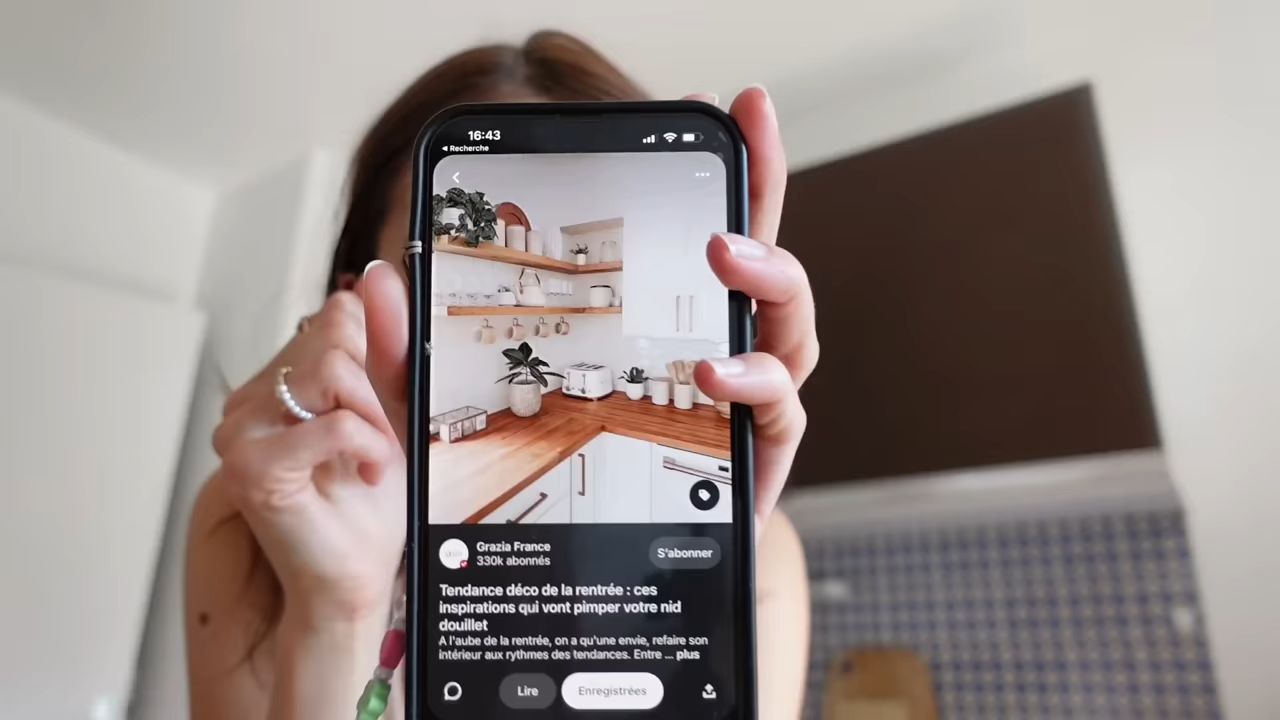 16:43
Recherche
Grazia France
330k abonnés
S'abonner
Tendance déco de la rentrée : ces
inspirations qui vont pimper votre nid
douillet
A l'aube de la rentrée, on a qu'une envie, refaire son
intérieur aux rythmes des tendances. Entre ... plus
Lire
Enregistrées